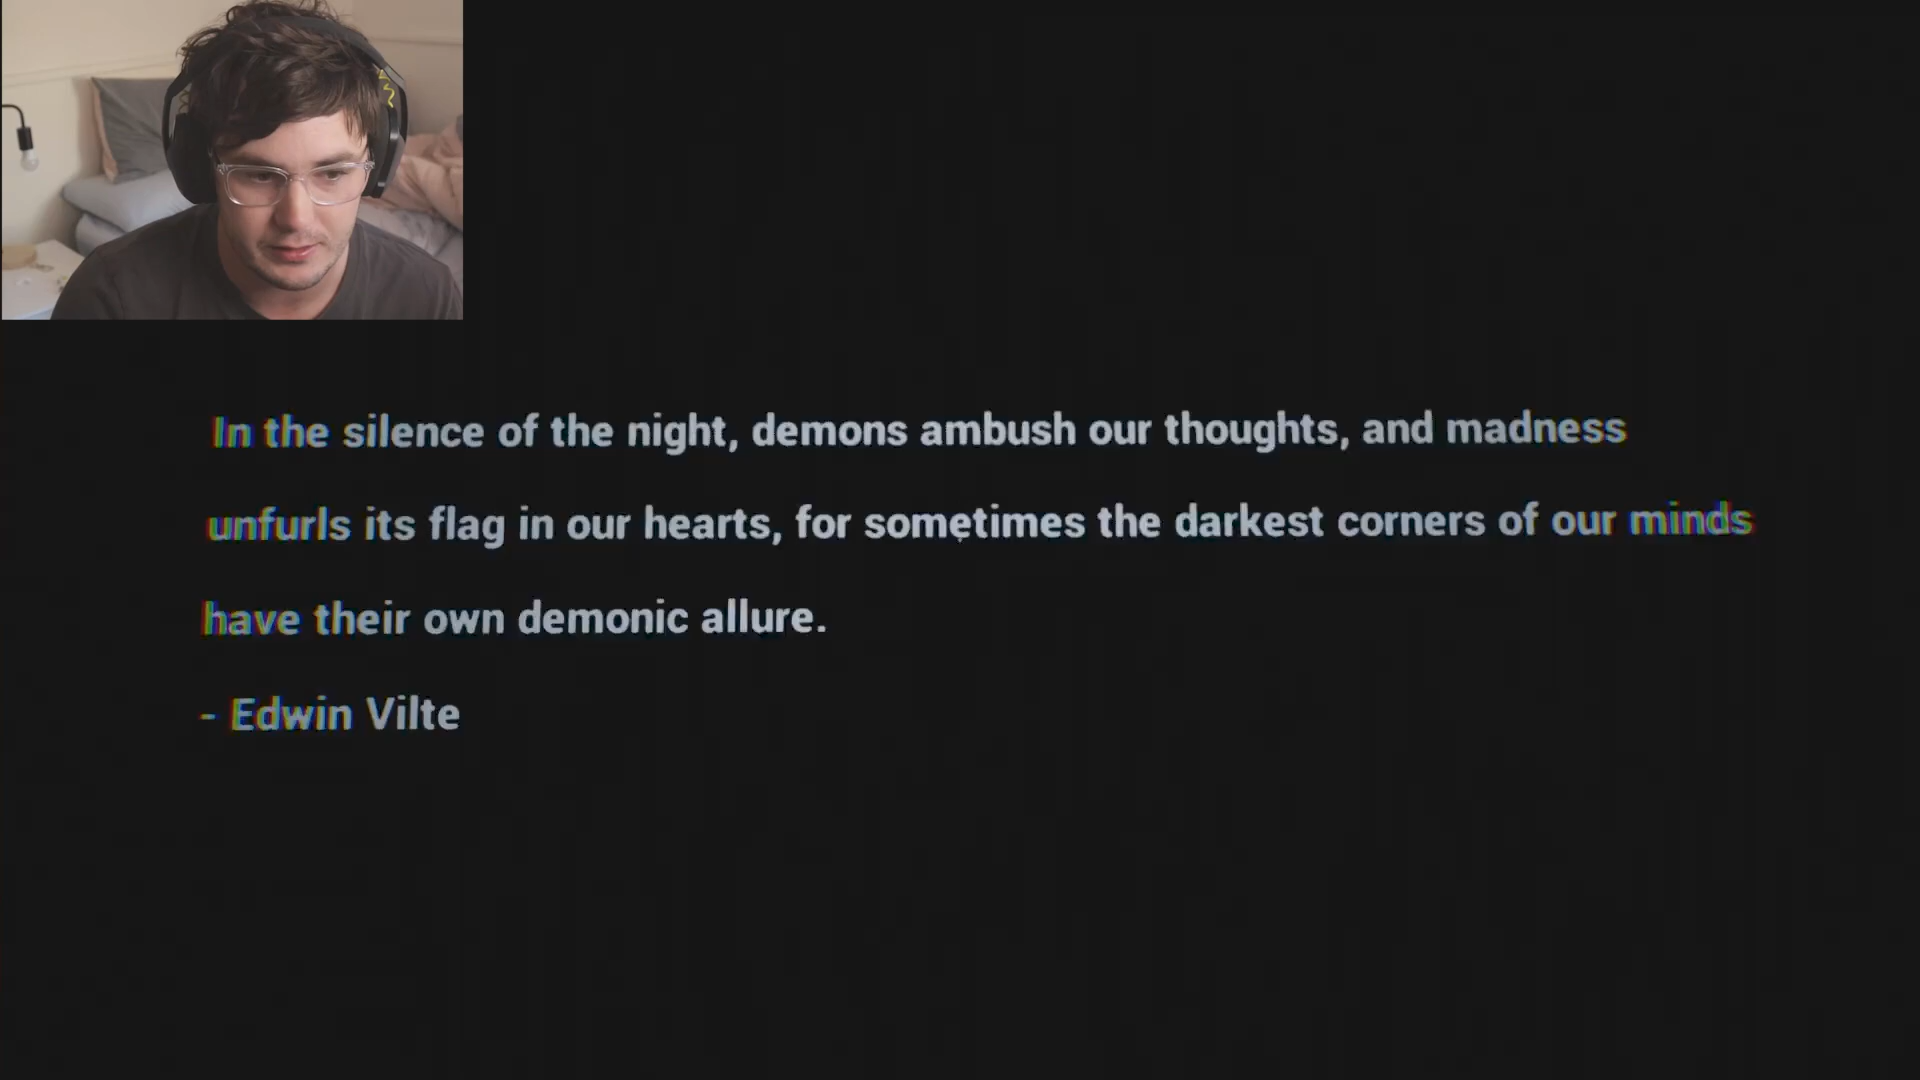 In the silence of the night, demons ambush our thoughts, and madness
unfurls its flag in our hearts, for sometimes the darkest corners of our minds
have their own demonic allure.
- Edwin Vilte